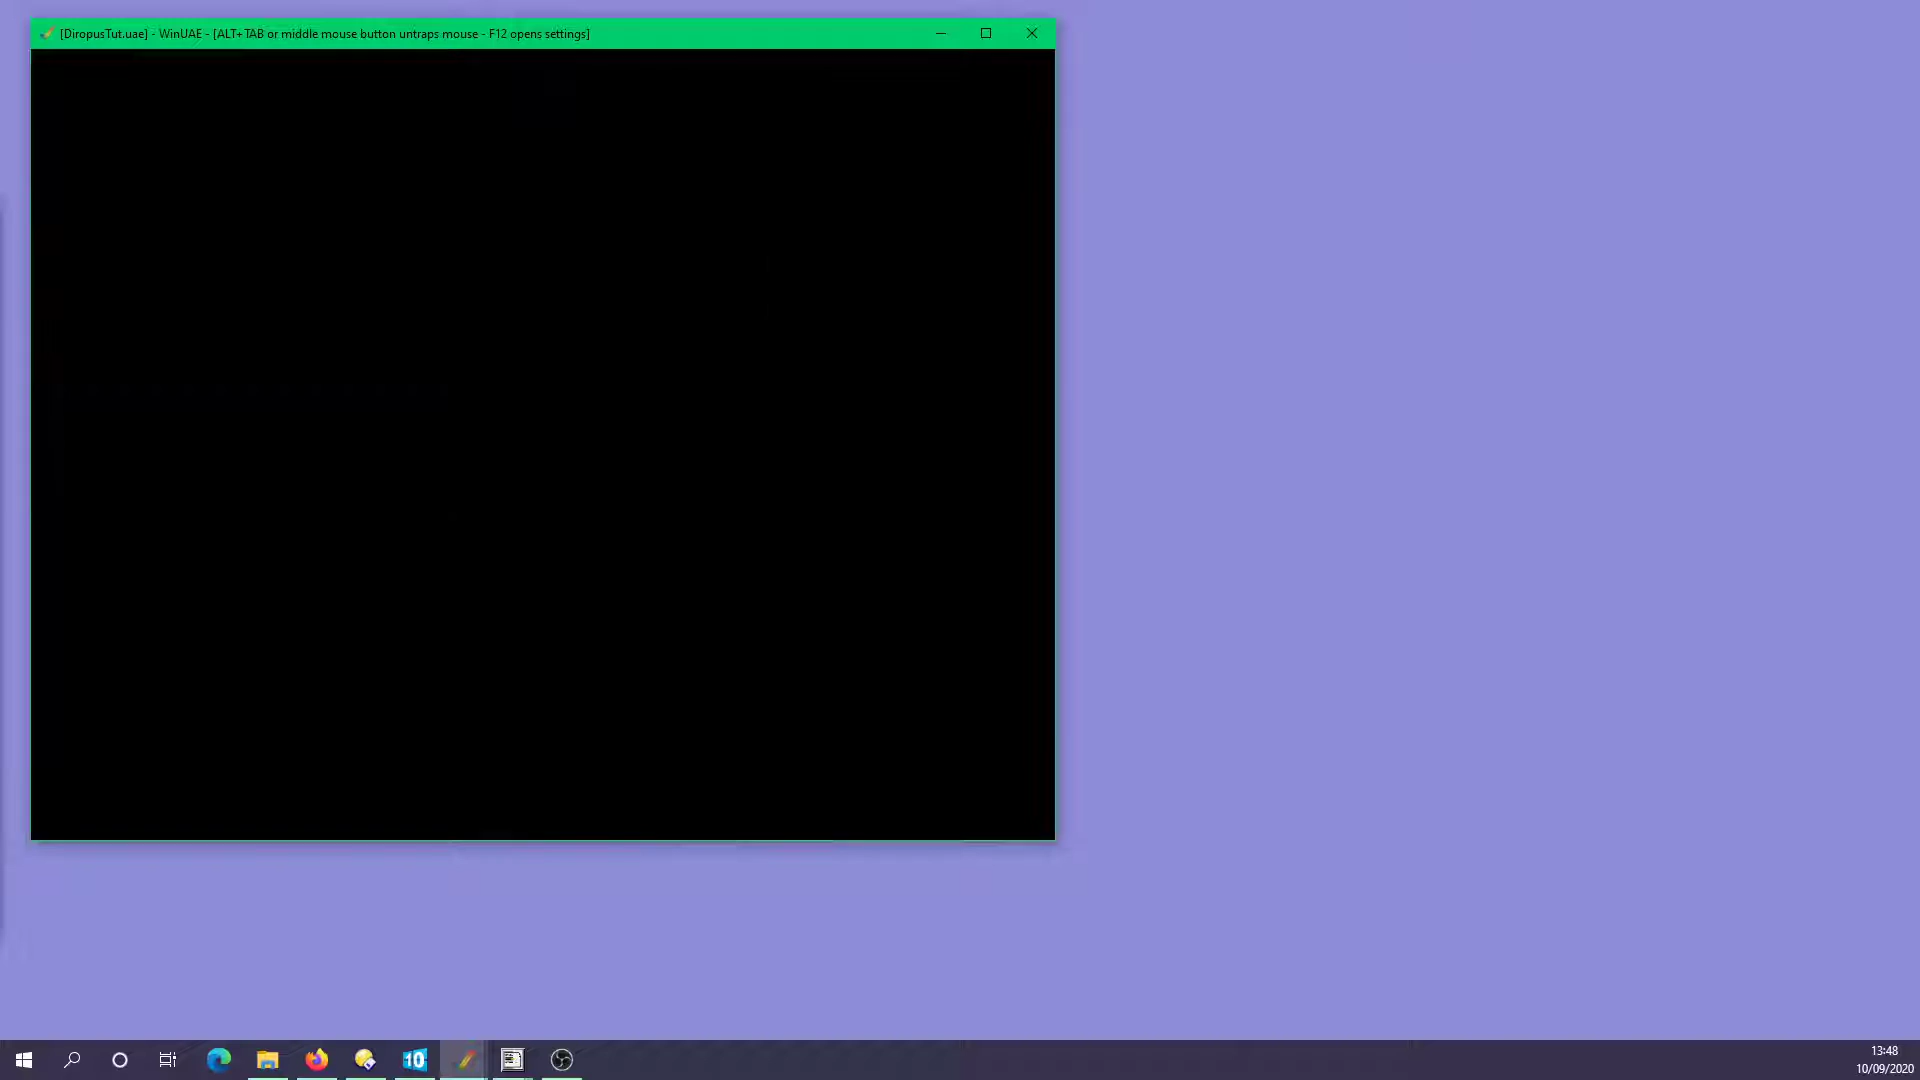 [DiropusTut.uae] - WinUAE - [ALT+TAB or middle mouse button untraps mouse - F12 opens settings]
10
13:48
10/09/2020